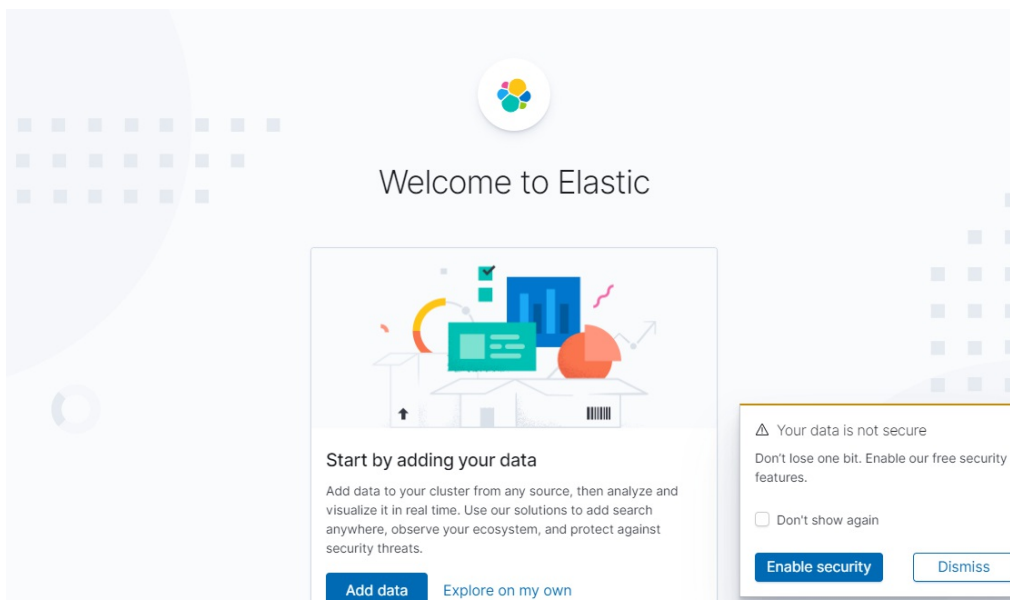 Welcome to Elastic
Start by adding your data
Add data to your cluster from any source, then analyze and
visualize it in real time. Use our solutions to add search
anywhere, observe your ecosystem, and protect against
security threats.
Add data
Explore on my own
Your data is not secure
Don't lose one bit. Enable our free security
features.
Don't show again
Enable security
Dismiss